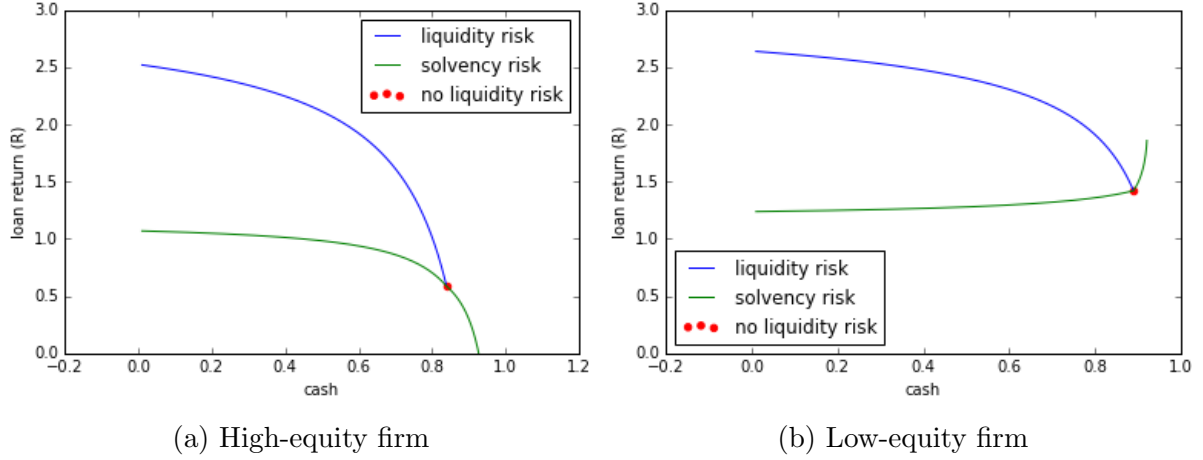 3.0
2.5
2.0
1.5
1.0
0.5
0.0
loan return (R)
−0.2 0.0 0.2 0.4 0.6 0.8 1.0 1.2
cash
liquidity risk
solvency risk
no liquidity risk
(a) High-equity firm
3.0
2.5
2.0
1.5
1.0
0.5
0.0
loan return (R)
−0.2 0.0 0.2 0.4 0.6 0.8 1.0
cash
liquidity risk
solvency risk
no liquidity risk
(b) Low-equity firm